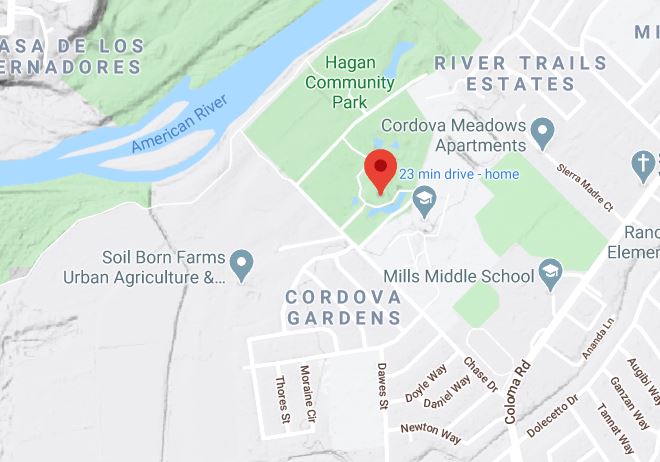 ASA DE LOS
ERNADORES
Hagan
Community
Park
RIVER TRAILS
ESTATES
MI
American River
Cordova Meadows
Apartments
23 min drive - home
Sierra Madre Ct
S
Soil Born Farms
Urban Agriculture &...
Mills Middle School
Ranc
Elemen
CORDOVA
GARDENS
Ananda Ln
Thores St
Moraine Cir
Dawes St
Doyle Way
Daniel Way
Chase Dr
Coloma Rd
Newton Way
Dolecetto Dr
Augibi Way
Ganzan Way
Tannat Way